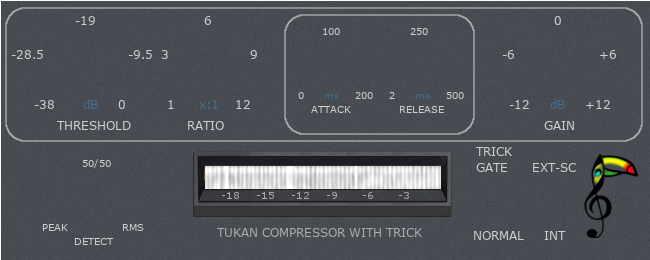 -19 6 0
-28.5 -9.5 3 9 100 250 -6 +6
-38 dB 0 1 x:1 12 0 ms 200 2 ms 500 -12 dB +12
THRESHOLD RATIO ATTACK RELEASE GAIN
50/50
PEAK RMS
DETECT
-18 -15 -12 -9 -6 -3
TUKAN COMPRESSOR WITH TRICK
TRICK
GATE EXT-SC
NORMAL INT